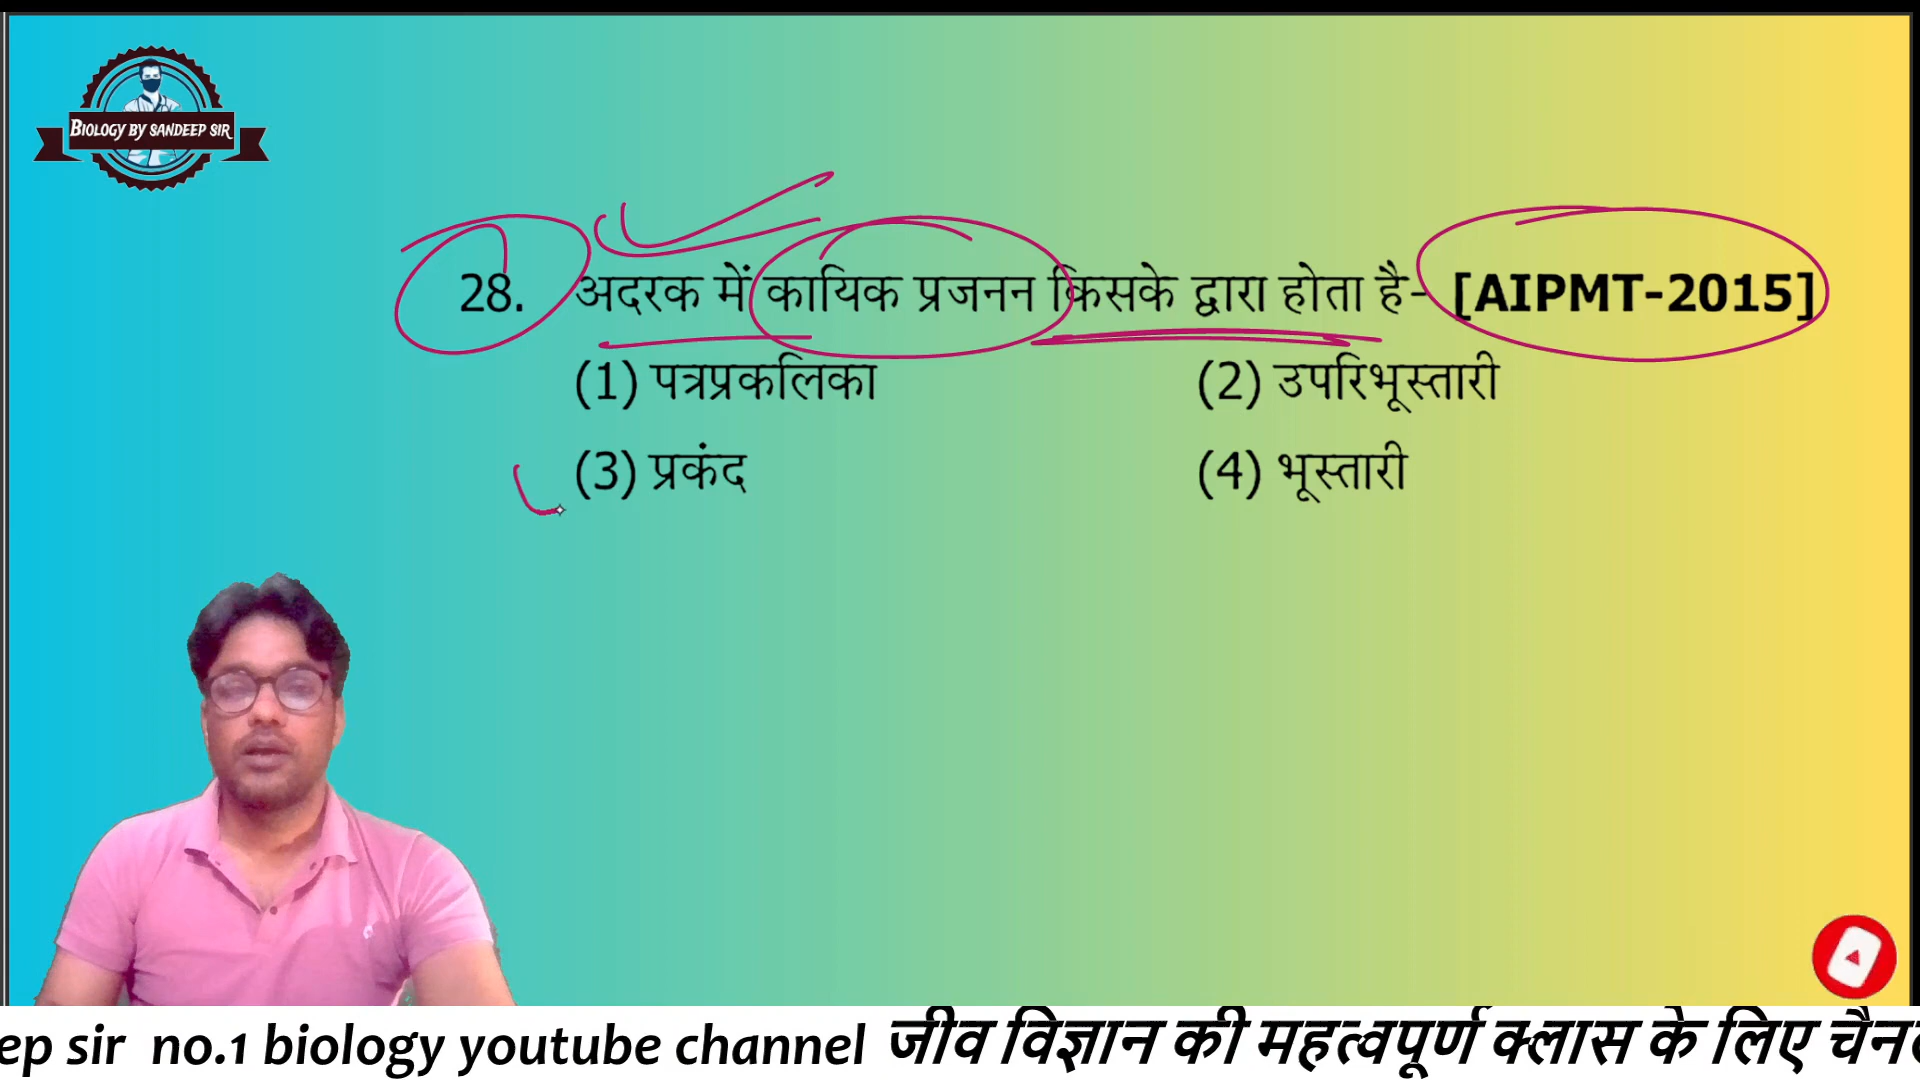 BIOLOGY BY SANDEEP SIR
28. अदरक में कायिक प्रजनन किसके द्वारा होता है- [AIPMT-2015]
(1) पत्रप्रकलिका (2) उपरिभूस्तारी
(3) प्रकंद (4) भूस्तारी
sir no.1 biology youtube channel जीव विज्ञान की महत्वपूर्ण क्लास के लिए